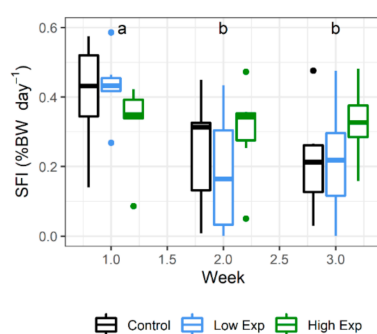 a b b
SFI (%BW day⁻¹)
0.6
0.4
0.2
0.0
1.0 1.5 2.0 2.5 3.0
Week
Control Low Exp High Exp